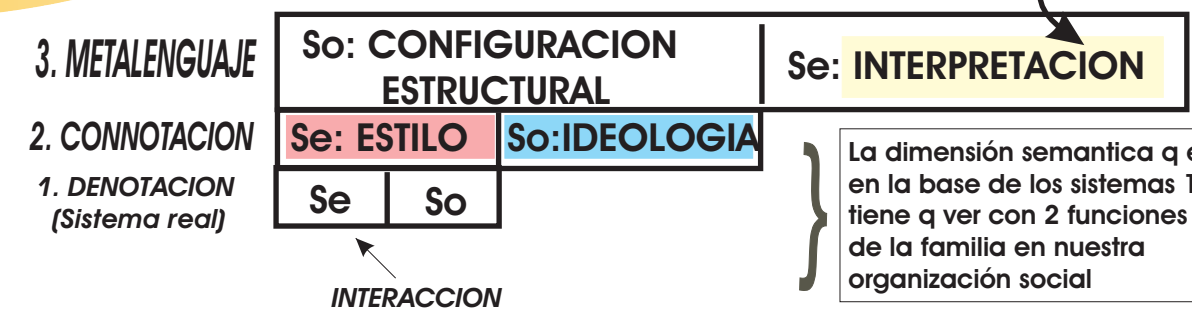 3. METALENGUAJE
So: CONFIGURACION
ESTRUCTURAL
Se: INTERPRETACION
2. CONNOTACION
Se: ESTILO
So:IDEOLOGIA
1. DENOTACION
(Sistema real)
Se
So
INTERACCION
La dimensión semantica q
en la base de los sistemas
tiene q ver con 2 funciones
de la familia en nuestra
organización social